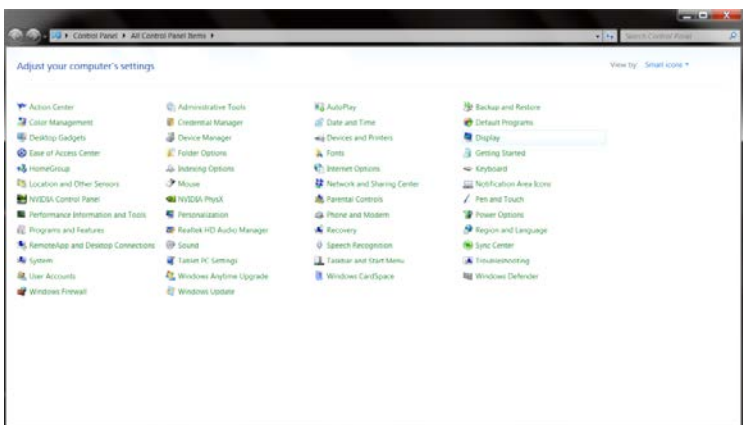 Control Panel ▸ All Control Panel Items ▸
Search Control Panel
Adjust your computer's settings
View by: Small icons
Action Center Administrative Tools AutoPlay Backup and Restore
Color Management Credential Manager Date and Time Default Programs
Desktop Gadgets Device Manager Devices and Printers Display
Ease of Access Center Folder Options Fonts Getting Started
HomeGroup Indexing Options Internet Options Keyboard
Location and Other Sensors Mouse Network and Sharing Center Notification Area Icons
NVIDIA Control Panel NVIDIA PhysX Parental Controls Pen and Touch
Performance Information and Tools Personalization Phone and Modem Power Options
Programs and Features Realtek HD Audio Manager Recovery Region and Language
RemoteApp and Desktop Connections Sound Speech Recognition Sync Center
System Tablet PC Settings Taskbar and Start Menu Troubleshooting
User Accounts Windows Anytime Upgrade Windows CardSpace Windows Defender
Windows Firewall Windows Update